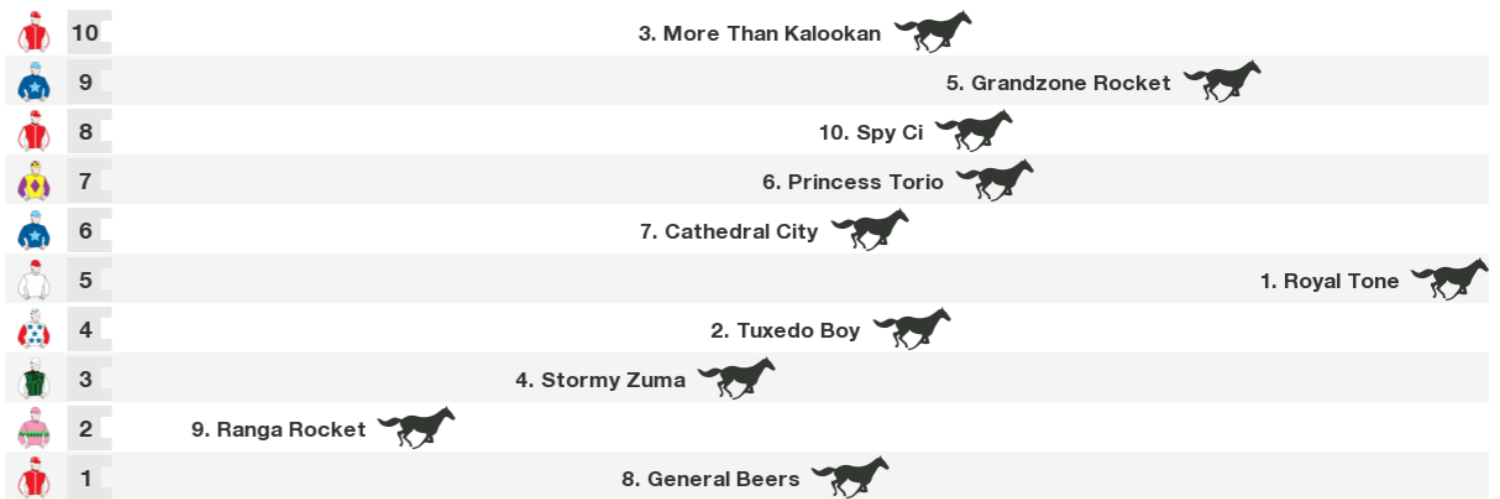 10 3. More Than Kalookan
9 5. Grandzone Rocket
8 10. Spy Ci
7 6. Princess Torio
6 7. Cathedral City
5 1. Royal Tone
4 2. Tuxedo Boy
3 4. Stormy Zuma
2 9. Ranga Rocket
1 8. General Beers